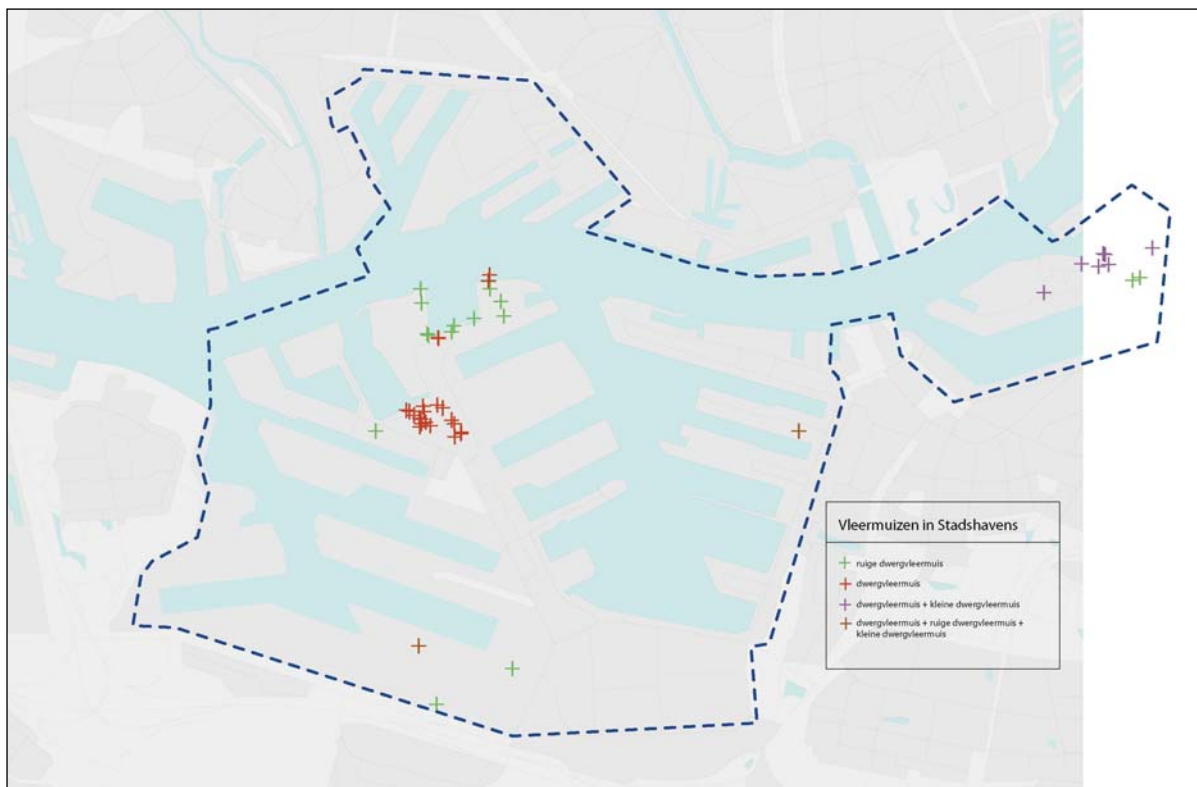 Vleermuizen in Stadshavens
ruige dwergvleermuis
dwergvleermuis
dwergvleermuis + kleine dwergvleermuis
dwergvleermuis + ruige dwergvleermuis +
kleine dwergvleermuis